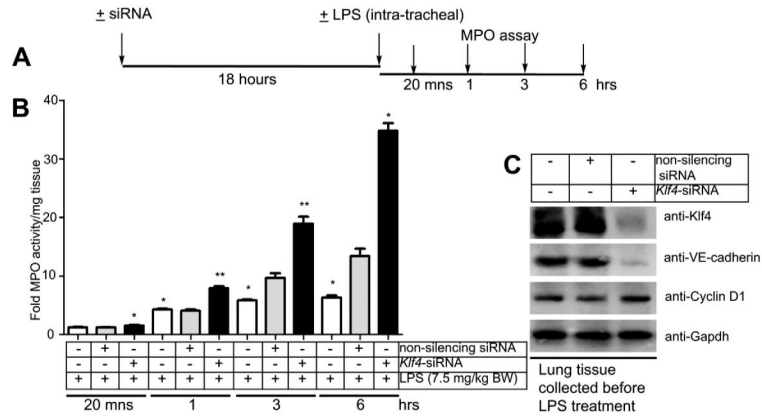 ± siRNA
± LPS (intra-tracheal)
MPO assay
A
18 hours
20 mns 1 3 6 hrs
B
Fold MPO activity/mg tissue
40
30
20
10
0
* * ** * ** * *
- + - - + - - + - - + - non-silencing siRNA
- - + - - + - - + - - + Klf4-siRNA
+ + + + + + + + + + + + LPS (7.5 mg/kg BW)
20 mns 1 3 6 hrs
C
- + - non-silencing
siRNA
- - + Klf4-siRNA
anti-Klf4
anti-VE-cadherin
anti-Cyclin D1
anti-Gapdh
Lung tissue
collected before
LPS treatment